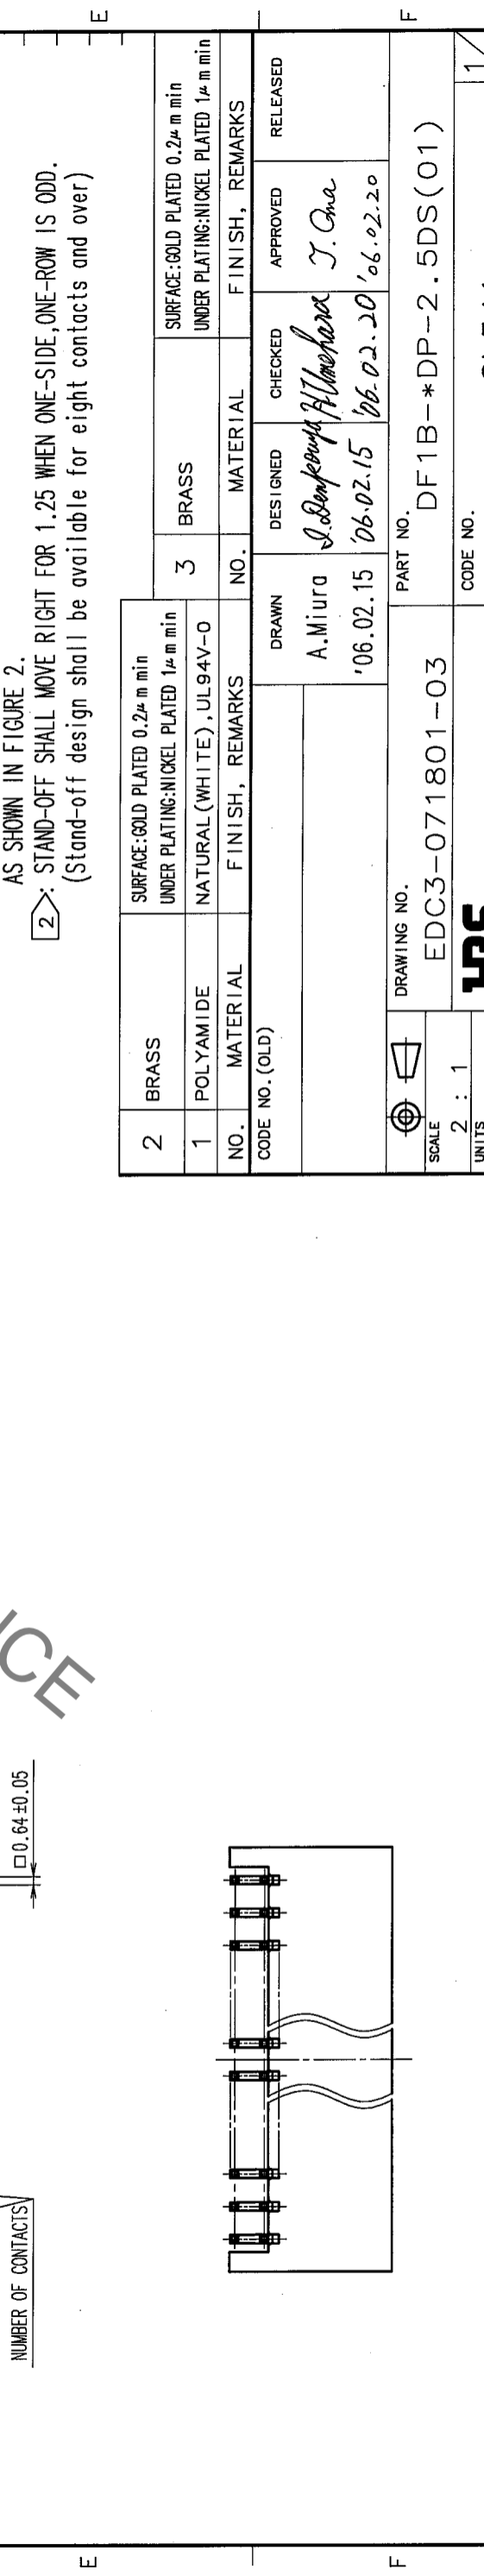 E
F
AS SHOWN IN FIGURE 2.
2 : STAND-OFF SHALL MOVE RIGHT FOR 1.25 WHEN ONE-SIDE,ONE-ROW IS ODD.
(Stand-off design shall be available for eight contacts and over)
2 BRASS SURFACE:GOLD PLATED 0.2μm min
UNDER PLATING:NICKEL PLATED 1μm min
3 BRASS SURFACE:GOLD PLATED 0.2μm min
UNDER PLATING:NICKEL PLATED 1μm min
1 POLYAMIDE NATURAL(WHITE),UL94V-0
NO. MATERIAL FINISH, REMARKS NO. MATERIAL FINISH, REMARKS
CODE NO.(OLD) DRAWN DESIGNED CHECKED APPROVED RELEASED
A.Miura
'06.02.15 '06.02.15 '06.02.20 '06.02.20
DRAWING NO. PART NO.
EDC3-071801-03 DF1B-*DP-2.5DS(01)
SCALE
2 : 1
UNITS
HRS
CODE NO.
1/
□0.64±0.05
NUMBER OF CONTACTS
E
F